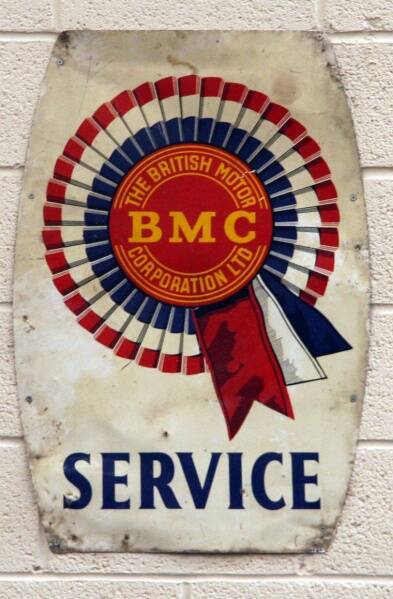 THE BRITISH MOTOR
BMC
CORPORATION LTD
SERVICE